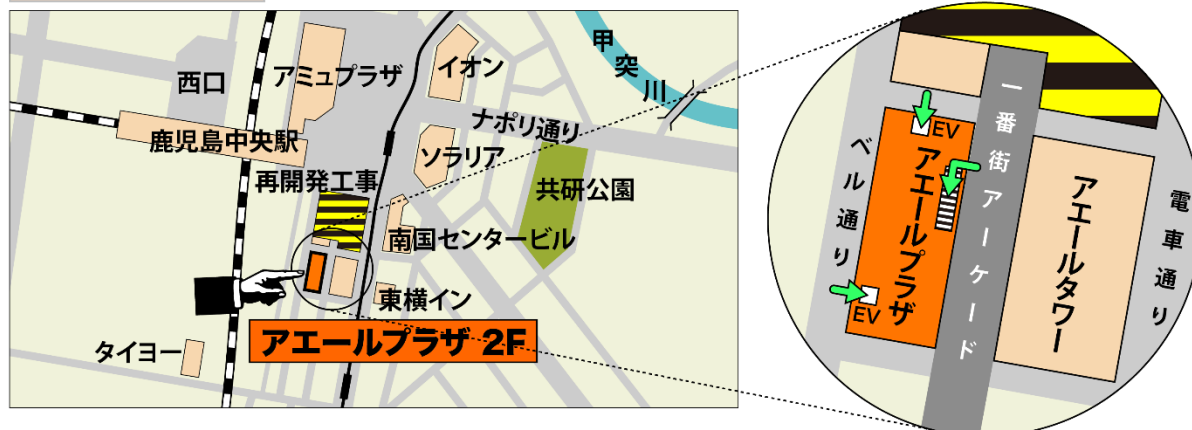 甲突川
イオン
アミュプラザ
西口
ナポリ通り
鹿児島中央駅
ソラリア
再開発工事
共研公園
南国センタービル
東横イン
アエールプラザ 2F
タイヨー
一番街アーケード
EV
アエールプラザ
ベル通り
EV
アエールタワー
電車通り